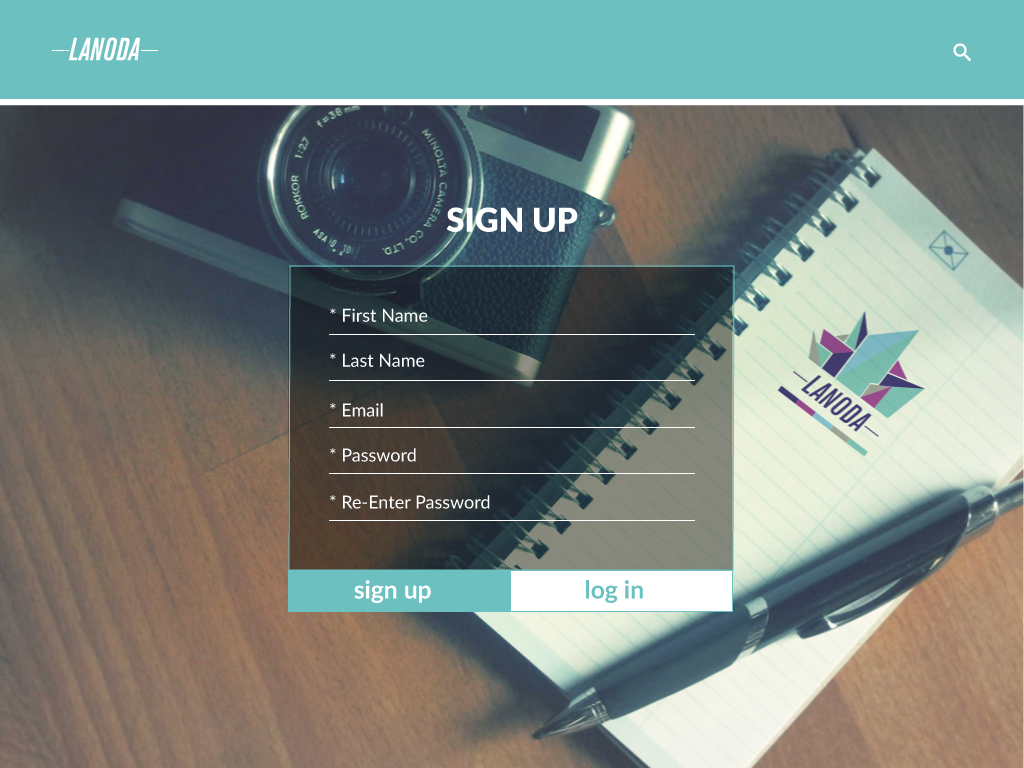 LANODA
f=38mm
1:2.7
ROKKOR
MINOLTA CAMERA CO., LTD.
ASA
SIGN UP
* First Name
* Last Name
* Email
* Password
* Re-Enter Password
LANODA
sign up
log in